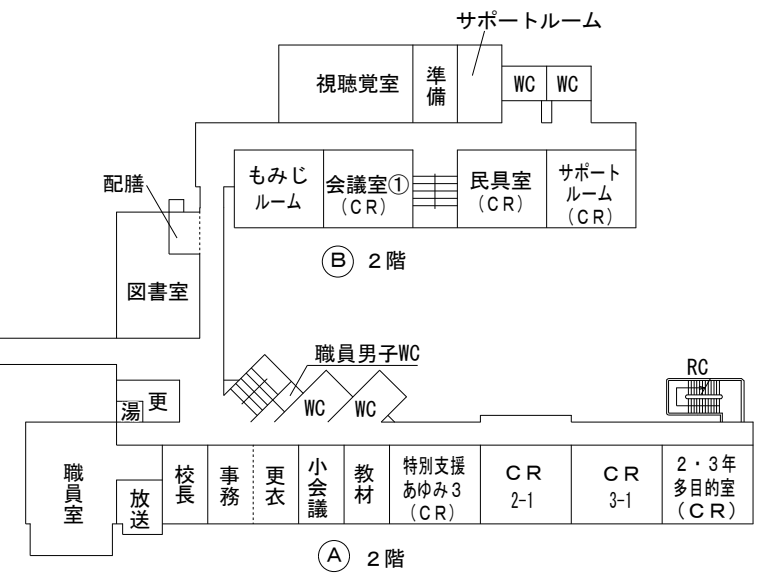 サポートルーム
視聴覚室
準備
WC
WC
配膳
もみじ
ルーム
会議室①
(CR)
民具室
(CR)
サポート
ルーム
(CR)
Ⓑ 2階
図書室
職員男子WC
RC
湯
更
WC
WC
職員室
放送
校長
事務
更衣
小会議
教材
特別支援
あゆみ3
(CR)
CR
2-1
CR
3-1
2・3年
多目的室
(CR)
Ⓐ 2階